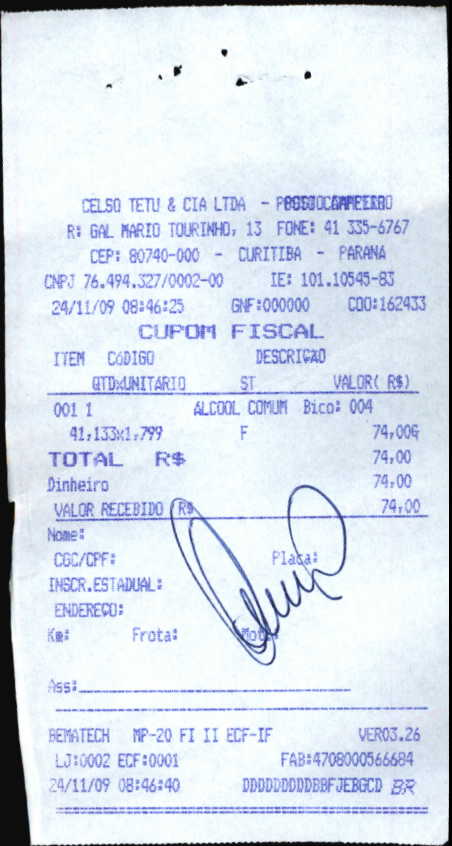 CELSO TETU & CIA LTDA -
R: GAL MARIO TOURINHO, 13 FONE: 41 335-6767
CEP: 80740-000 - CURITIBA - PARANA
CNPJ 76.494.327/0002-00 IE: 101.10545-83
24/11/09 08:46:25 GNF:000000 COO:162433
CUPOM FISCAL
ITEM CóDIGO DESCRIÇÃO
QTDxUNITÁRIO ST VALOR( R$)
001 1 ALCOOL COMUM Bico: 004
41,133x1,799 F 74,00G
TOTAL R$ 74,00
Dinheiro 74,00
VALOR RECEBIDO R$ 74,00
Nome:
CGC/CPF: Placa:
INSCR.ESTADUAL:
ENDEREÇO:
Km: Frota: Mot:
Ass:
BEMATECH MP-20 FI II ECF-IF VER03.26
LJ:0002 ECF:0001 FAB:4708000566684
24/11/09 08:46:40 DDDDDDDDDBBFJEBGCD BR